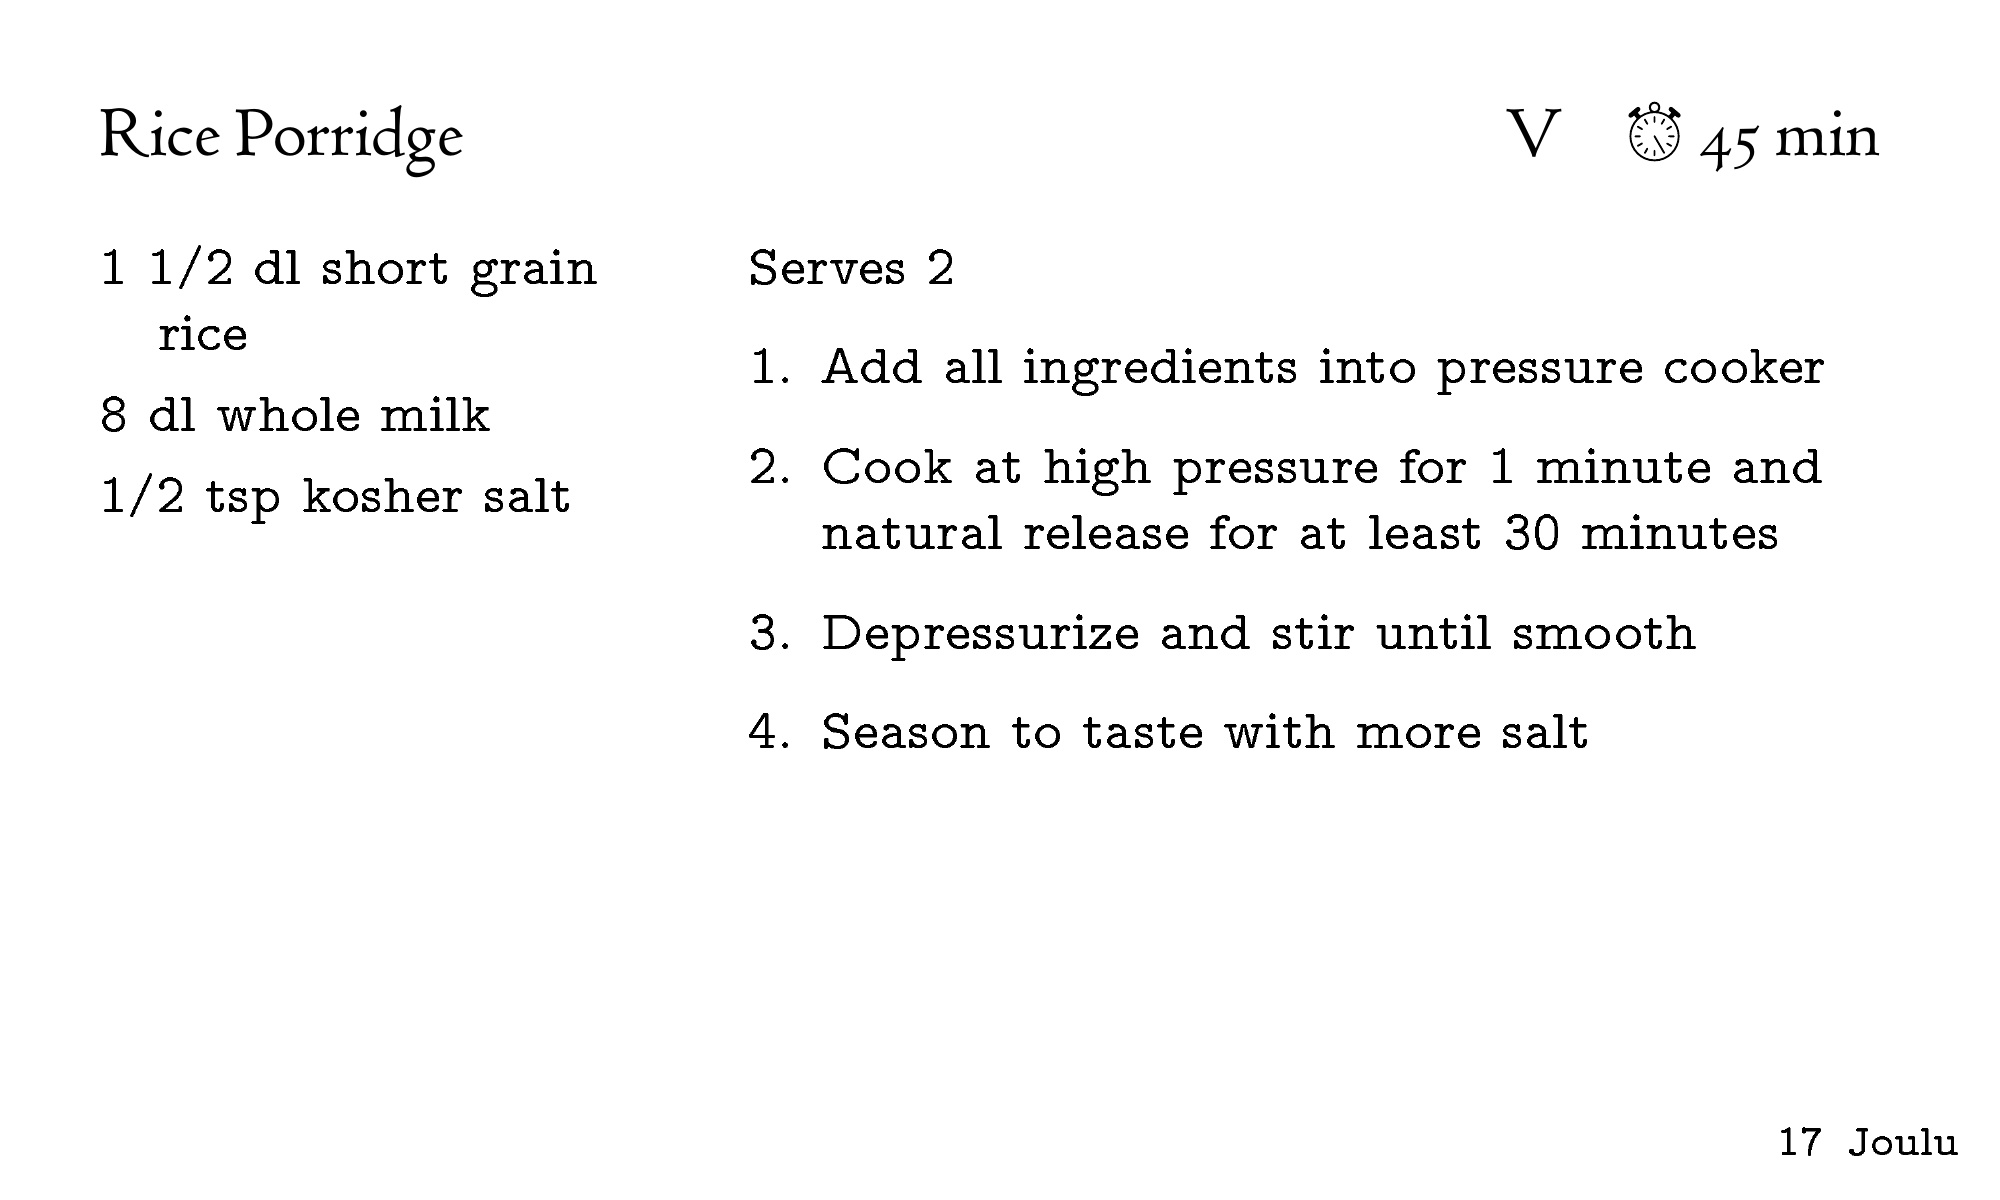 Rice Porridge
V 45 min
1 1/2 dl short grain
rice
8 dl whole milk
1/2 tsp kosher salt
Serves 2
1. Add all ingredients into pressure cooker
2. Cook at high pressure for 1 minute and
natural release for at least 30 minutes
3. Depressurize and stir until smooth
4. Season to taste with more salt
17 Joulu